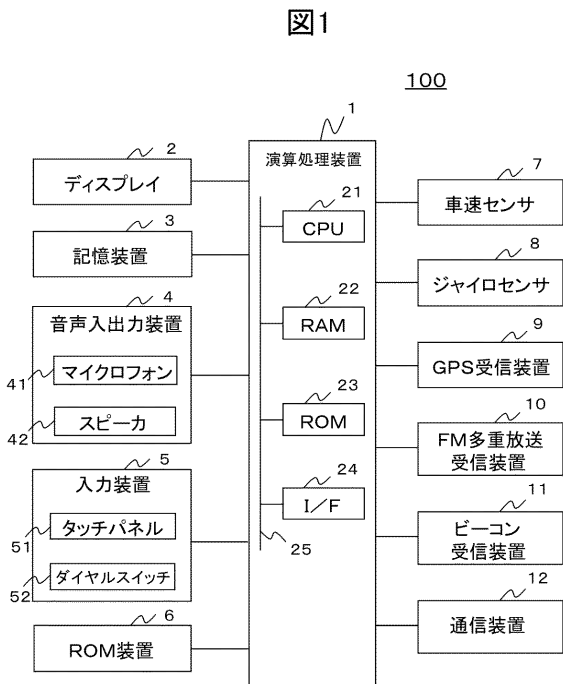 図1
100
1
演算処理装置
2
ディスプレイ
3
記憶装置
4
音声入出力装置
41
マイクロフォン
42
スピーカ
5
入力装置
51
タッチパネル
52
ダイヤルスイッチ
6
ROM装置
21
CPU
22
RAM
23
ROM
24
I/F
25
7
車速センサ
8
ジャイロセンサ
9
GPS受信装置
10
FM多重放送
受信装置
11
ビーコン
受信装置
12
通信装置